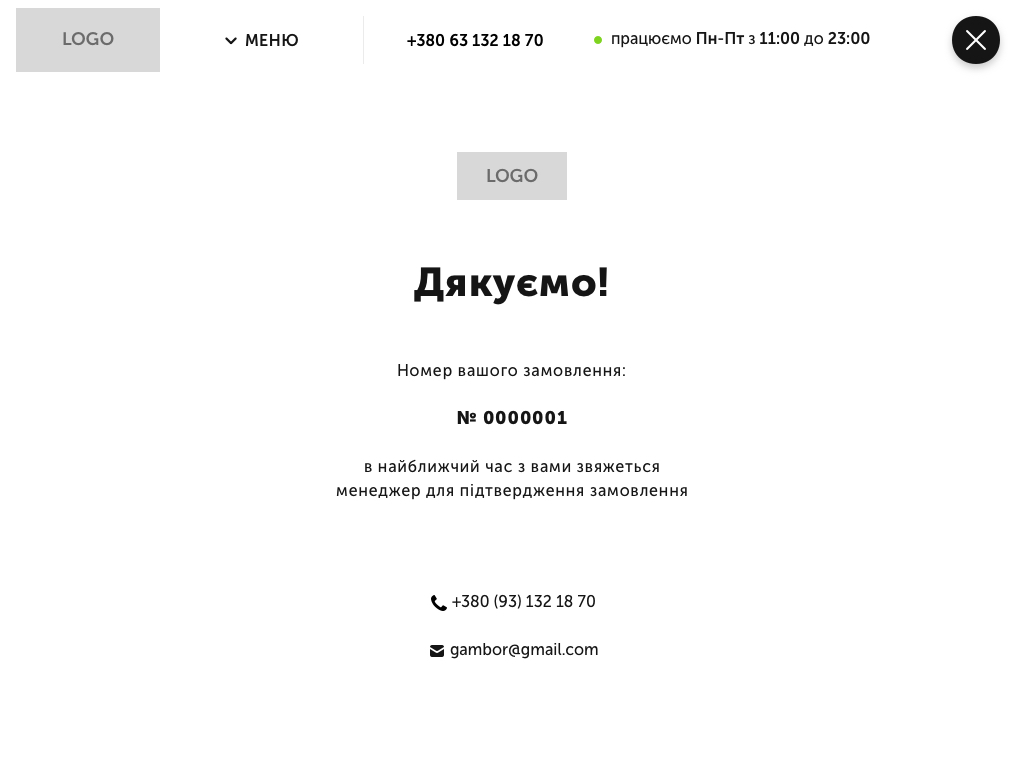 LOGO
МЕНЮ
+380 63 132 18 70
працюємо Пн-Пт з 11:00 до 23:00
LOGO
Дякуємо!
Номер вашого замовлення:
№ 0000001
в найближчий час з вами звяжеться
менеджер для підтвердження замовлення
+380 (93) 132 18 70
gambor@gmail.com